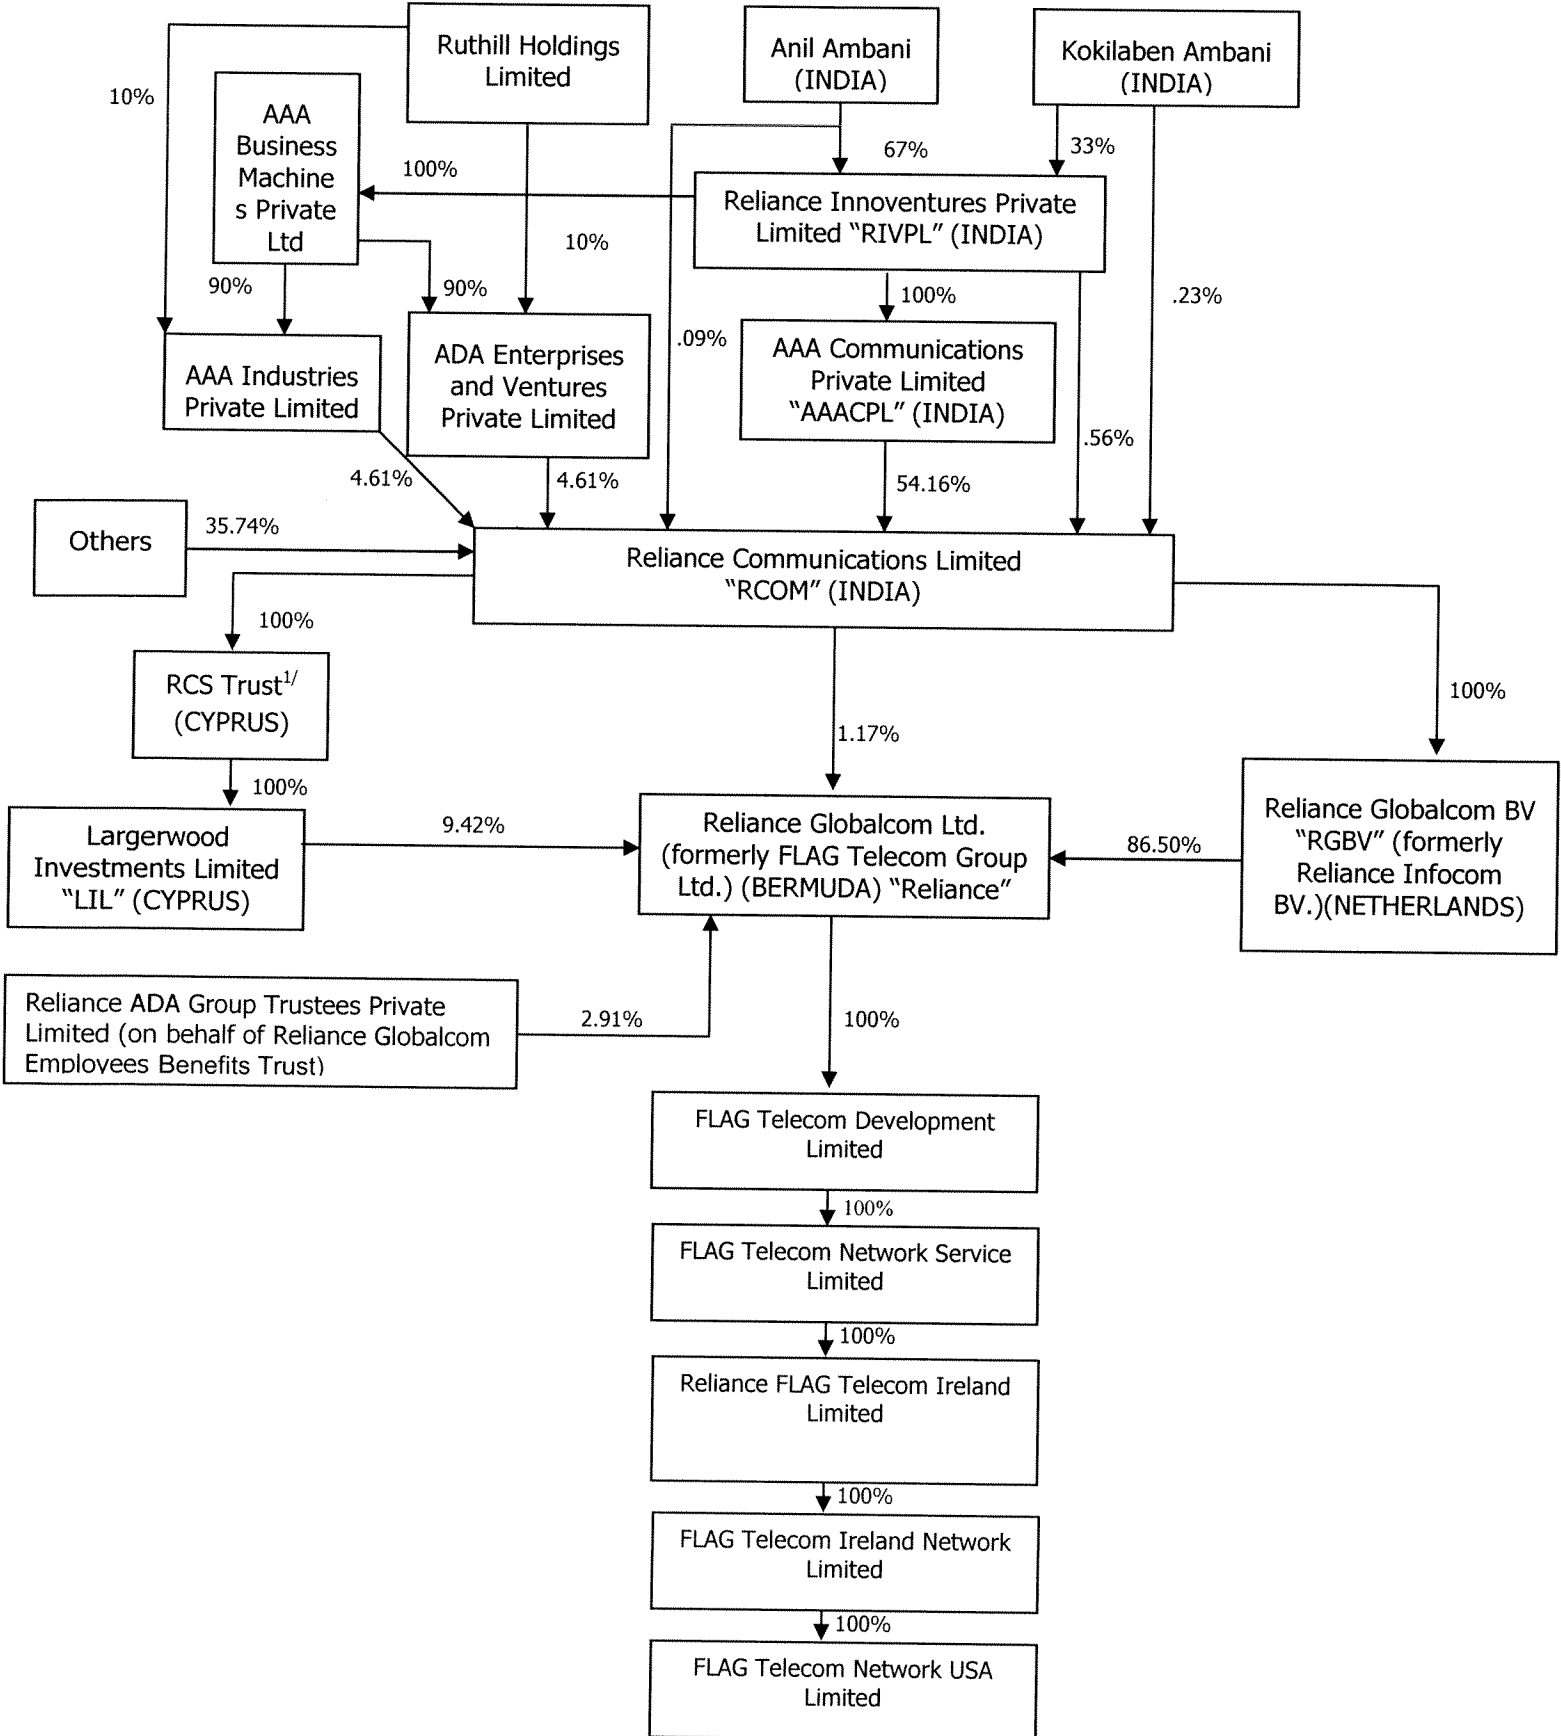 Ruthill Holdings
Limited
Anil Ambani
(INDIA)
Kokilaben Ambani
(INDIA)
10%
AAA
Business
Machine
s Private
Ltd
100%
67%
33%
Reliance Innoventures Private
Limited "RIVPL" (INDIA)
10%
90%
90%
100%
.23%
.09%
AAA Industries
Private Limited
ADA Enterprises
and Ventures
Private Limited
AAA Communications
Private Limited
"AAACPL" (INDIA)
.56%
4.61%
4.61%
54.16%
Others
35.74%
Reliance Communications Limited
"RCOM" (INDIA)
100%
RCS Trust1/
(CYPRUS)
100%
1.17%
100%
Largerwood
Investments Limited
"LIL" (CYPRUS)
9.42%
Reliance Globalcom Ltd.
(formerly FLAG Telecom Group
Ltd.) (BERMUDA) "Reliance"
86.50%
Reliance Globalcom BV
"RGBV" (formerly
Reliance Infocom
BV.)(NETHERLANDS)
Reliance ADA Group Trustees Private
Limited (on behalf of Reliance Globalcom
Employees Benefits Trust)
2.91%
100%
FLAG Telecom Development
Limited
100%
FLAG Telecom Network Service
Limited
100%
Reliance FLAG Telecom Ireland
Limited
100%
FLAG Telecom Ireland Network
Limited
100%
FLAG Telecom Network USA
Limited